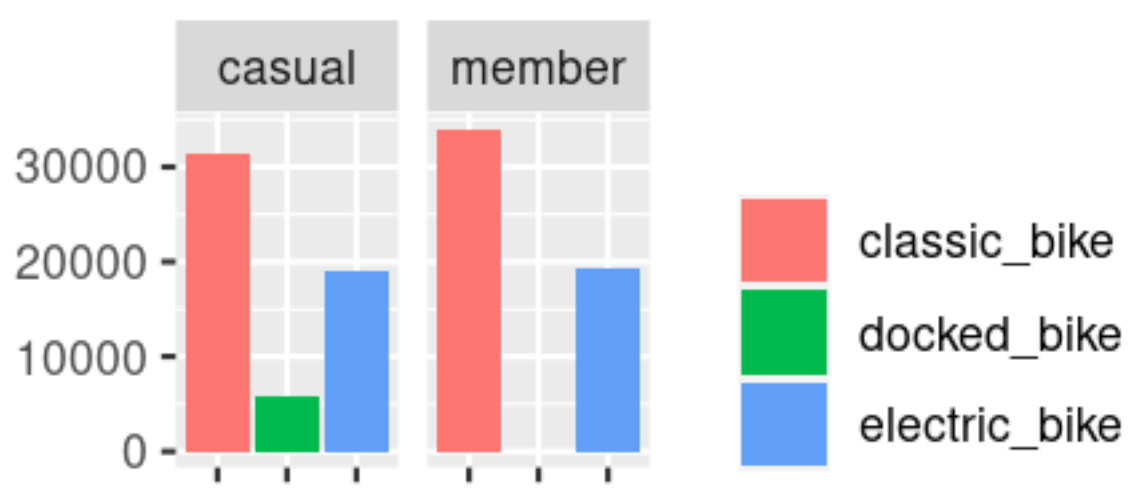 casual
member
30000
20000
10000
0
classic_bike
docked_bike
electric_bike